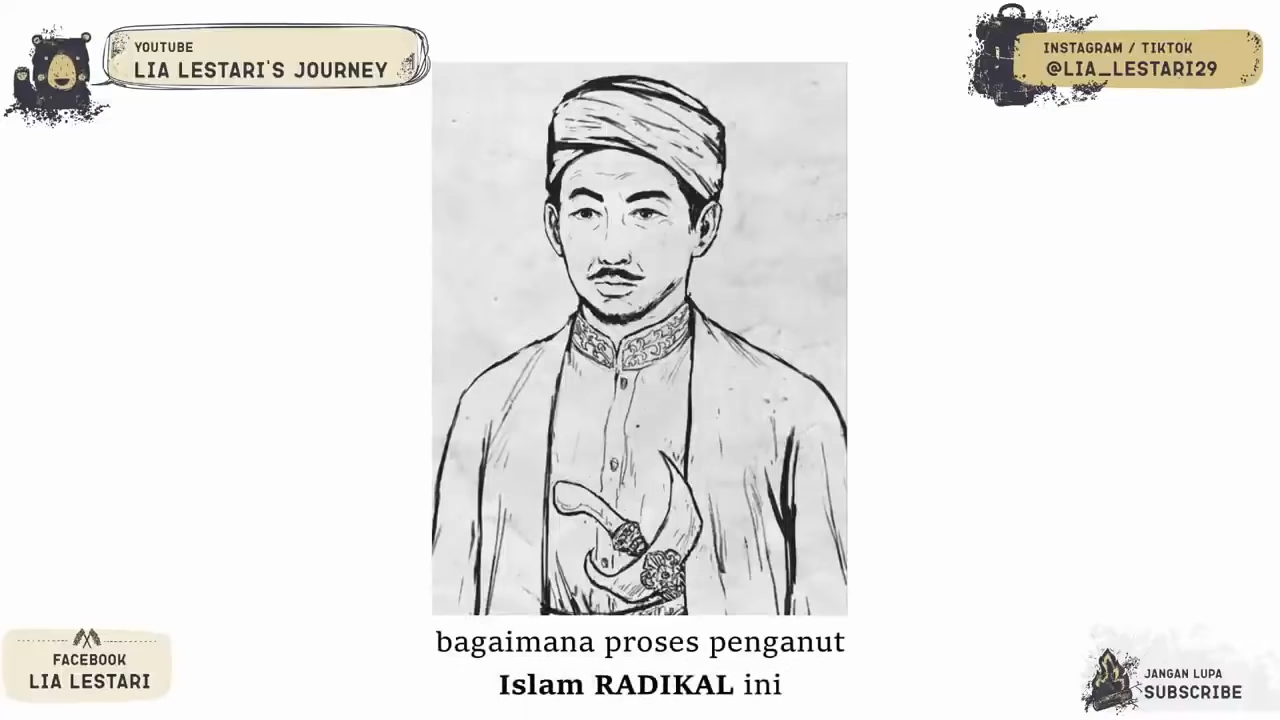 YOUTUBE
LIA LESTARI'S JOURNEY
INSTAGRAM / TIKTOK
@LIA_LESTARI29
bagaimana proses penganut
Islam RADIKAL ini
FACEBOOK
LIA LESTARI
JANGAN LUPA
SUBSCRIBE